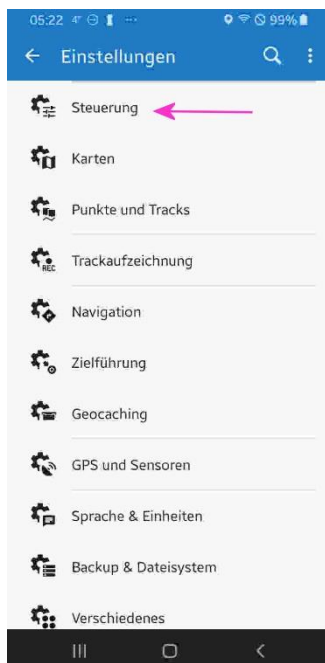 05:22
99%
Einstellungen
Steuerung
Karten
Punkte und Tracks
REC
Trackaufzeichnung
Navigation
Zielführung
Geocaching
GPS und Sensoren
Sprache & Einheiten
Backup & Dateisystem
Verschiedenes